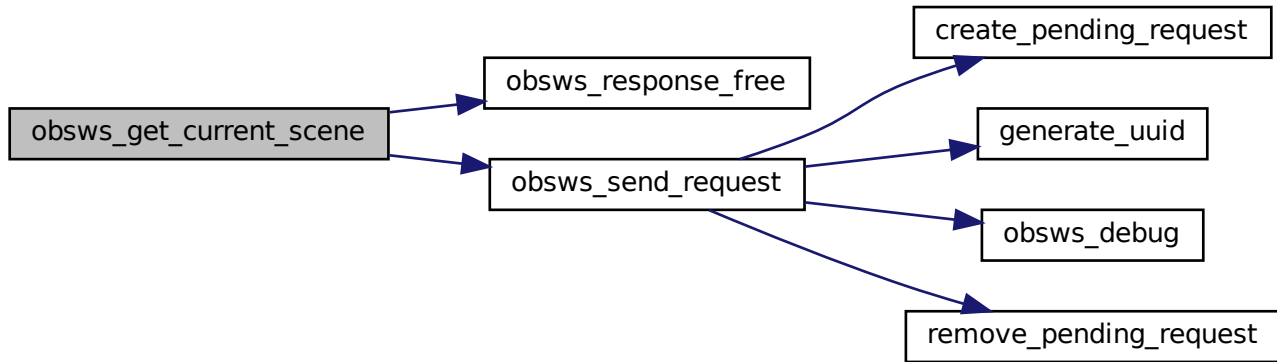 obsws_get_current_scene
obsws_response_free
obsws_send_request
create_pending_request
generate_uuid
obsws_debug
remove_pending_request